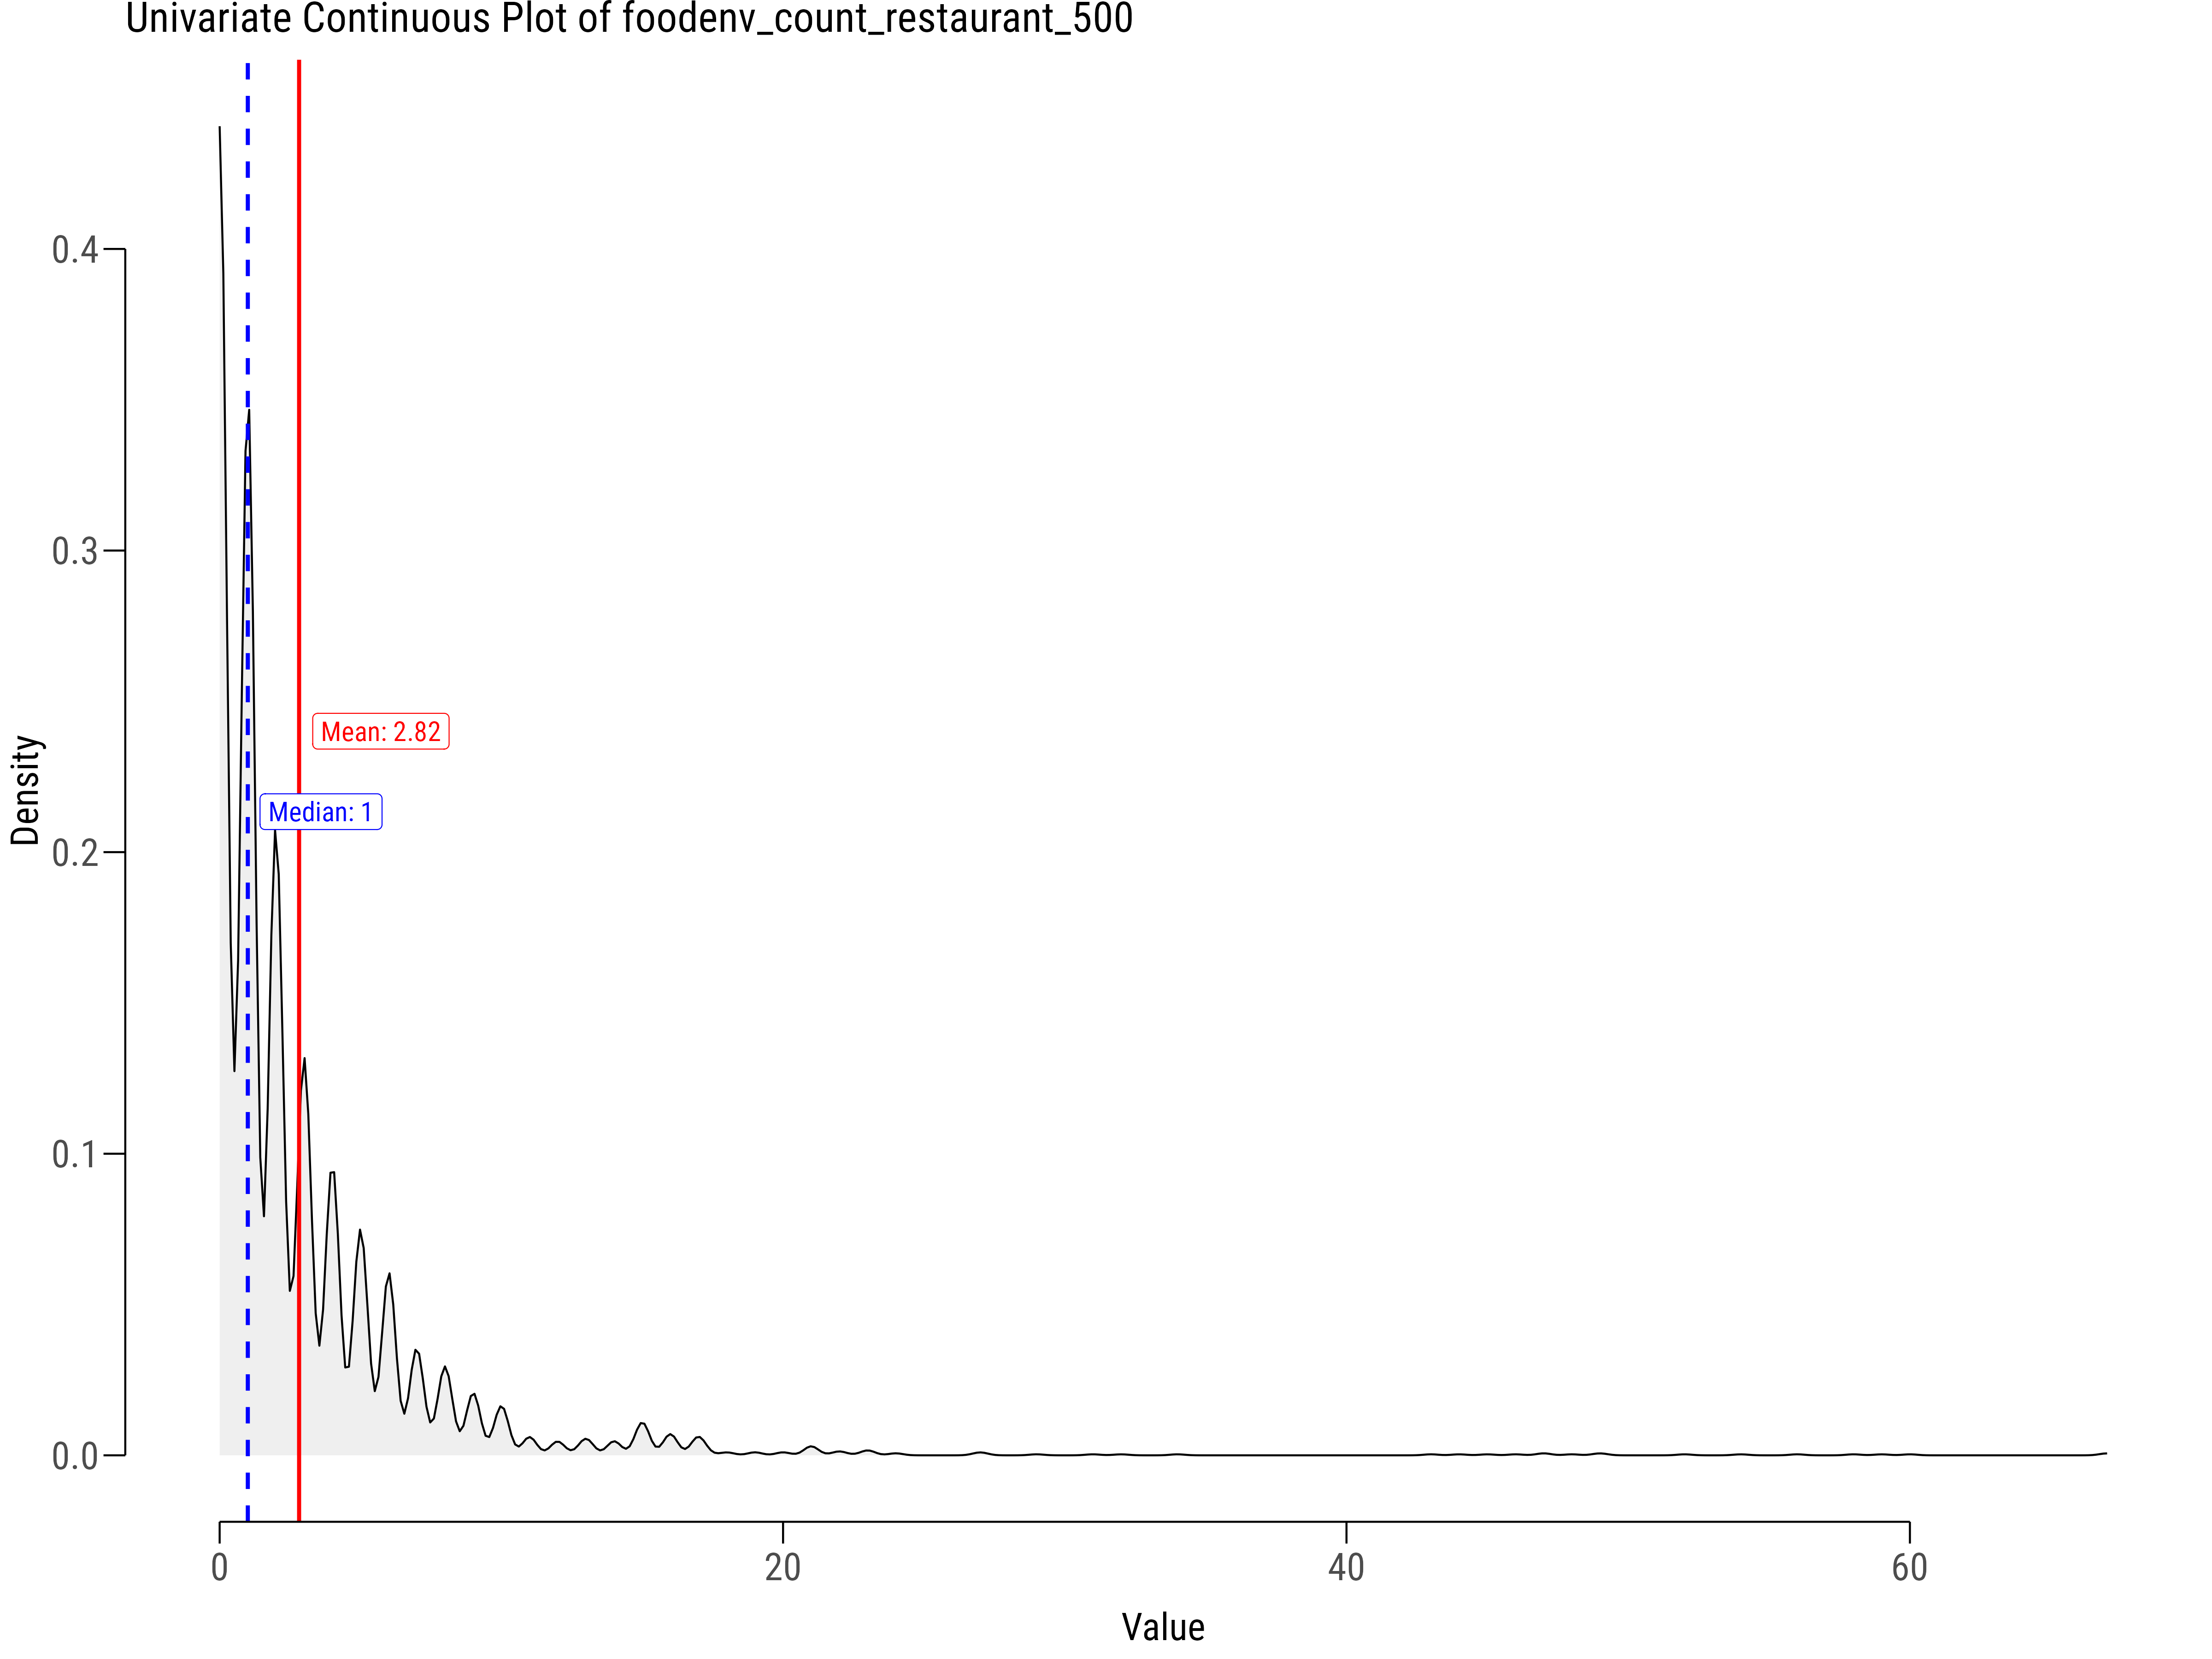 Univariate Continuous Plot of foodenv_count_restaurant_500
0.4
0.3
Mean: 2.82
Median: 1
Density
0.2
0.1
0.0
0
20
40
60
Value